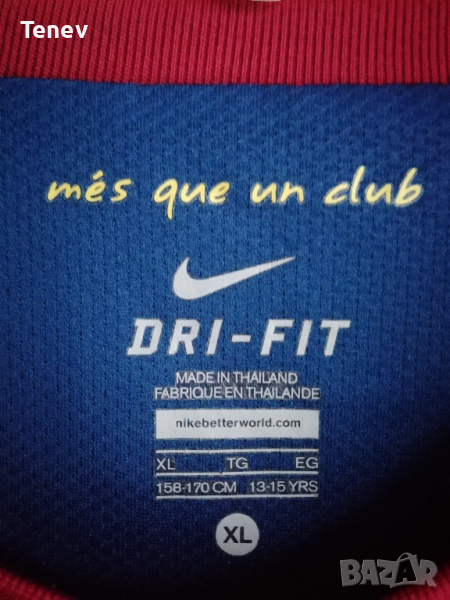 Tenev
més que un club
DRI-FIT
MADE IN THAILAND
FABRIQUE EN THAILANDE
nikebetterworld.com
XL TG EG
158-170 CM 13-15 YRS
XL
BAZAR